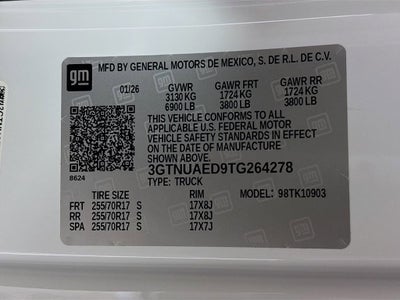 gm
MFD BY GENERAL MOTORS DE MEXICO, S. DE R.L. DE C.V.
01/26 GVWR GAWR FRT GAWR RR
3130 KG 1724 KG 1724 KG
6900 LB 3800 LB 3800 LB
THIS VEHICLE CONFORMS TO ALL
APPLICABLE U.S. FEDERAL MOTOR
VEHICLE SAFETY STANDARDS IN EFFECT
ON THE DATE OF MANUFACTURE
SHOWN ABOVE.
3GTNUAED9TG264278
8624 TYPE: TRUCK
TIRE SIZE RIM MODEL: 98TK10903
FRT 255/70R17 S 17X8J
RR 255/70R17 S 17X8J
SPA 255/70R17 S 17X7J